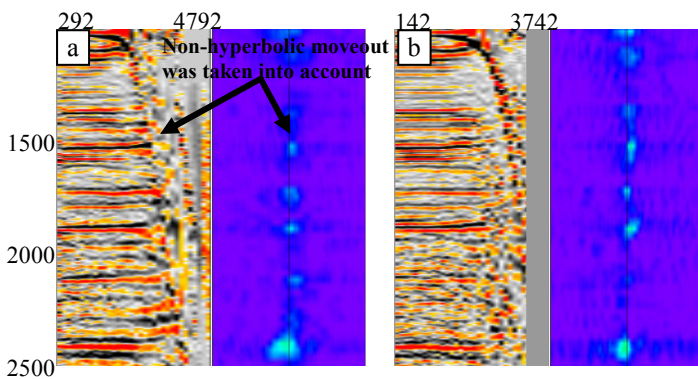 292 4792 142 3742
a Non-hyperbolic moveout b
was taken into account
1500
2000
2500